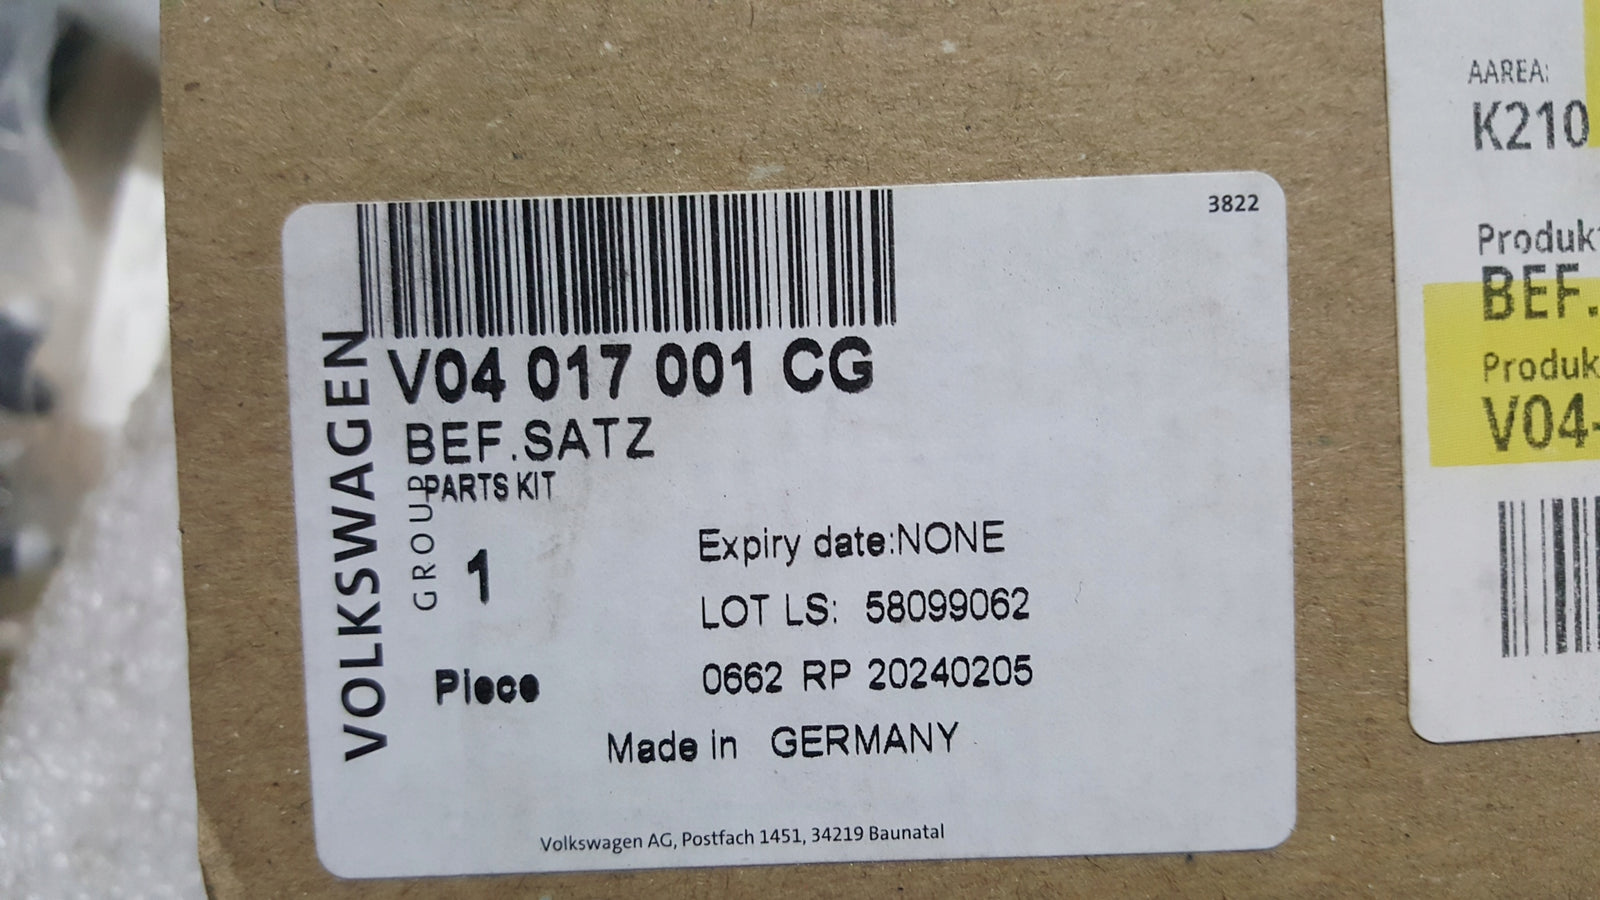 3822
VOLKSWAGEN
GROUP
V04 017 001 CG
BEF.SATZ
PARTS KIT
1
Piece
Expiry date:NONE
LOT LS: 58099062
0662 RP 20240205
Made in GERMANY
Volkswagen AG, Postfach 1451, 34219 Baunatal
AAREA:
K210
Produk
BEF.
Produk
V04-